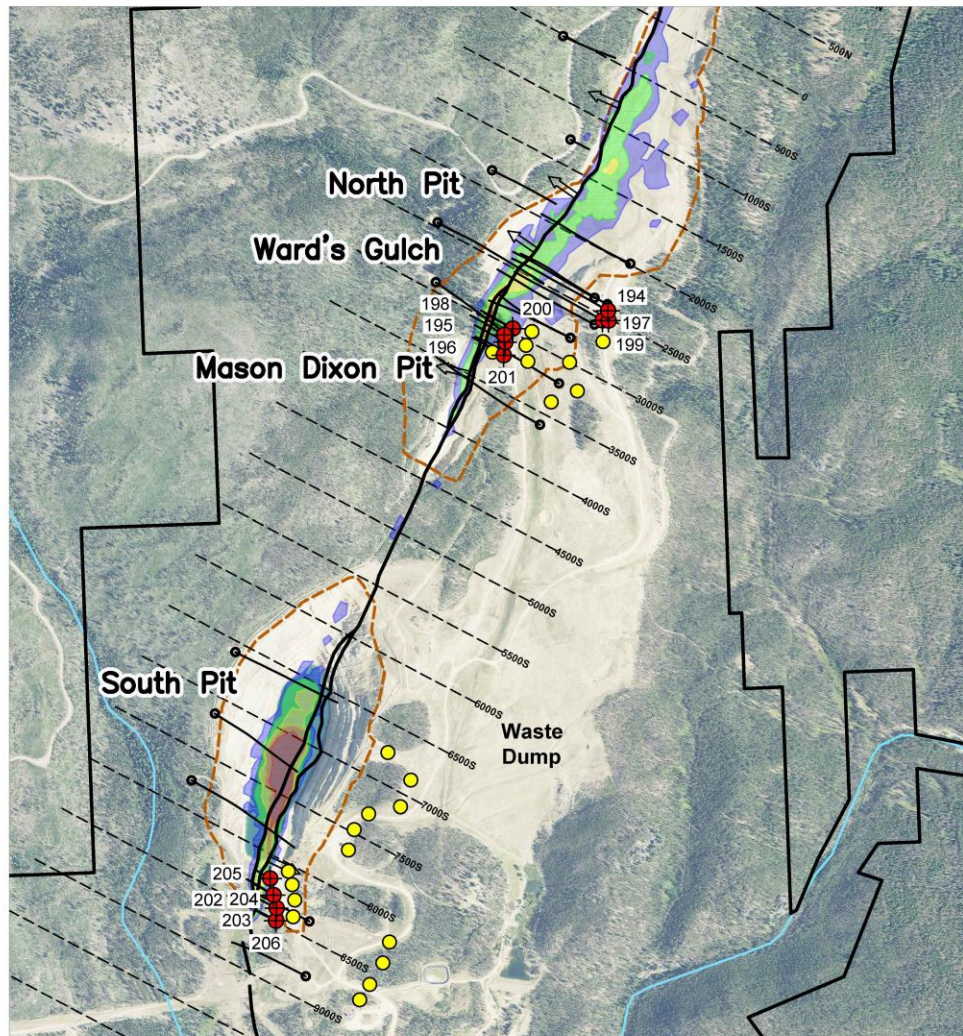 500N
0
500S
1000S
1500S
North Pit
Ward's Gulch
2000S
194
198
200
197
195
2500S
199
196
Mason Dixon Pit
201
3000S
3500S
4000S
4500S
5000S
5500S
South Pit
6000S
Waste
Dump
6500S
7000S
7500S
205
8000S
202
204
203
206
8500S
9000S